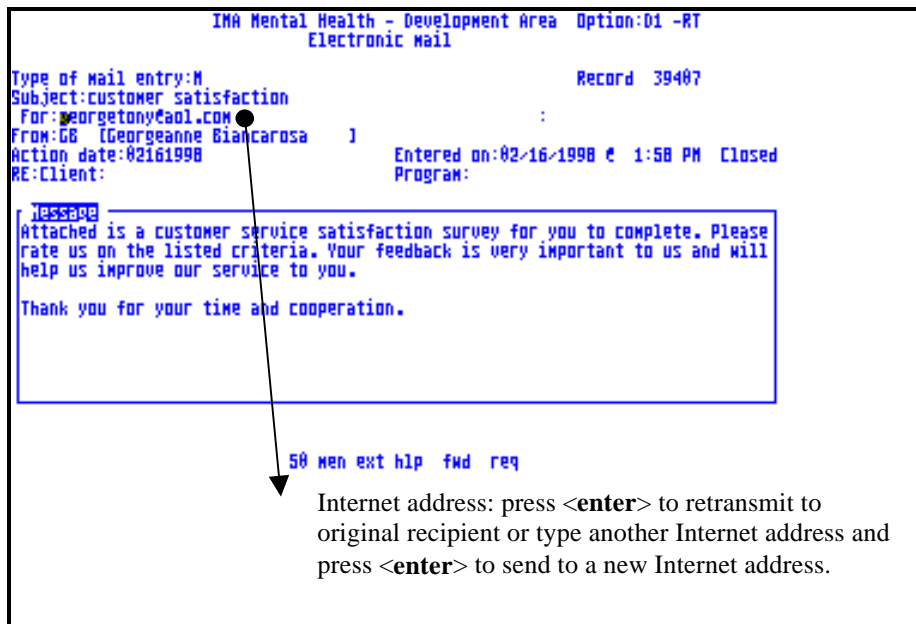 IMA Mental Health - Development Area Option:D1 -RT
Electronic Mail
Type of mail entry:M Record 39407
Subject:customer satisfaction
For:georgetony@aol.com :
From:GB [Georgeanne Biancarosa ]
Action date:02161998 Entered on:02/16/1998 @ 1:58 PM Closed
RE:Client: Program:
Message
Attached is a customer service satisfaction survey for you to complete. Please
rate us on the listed criteria. Your feedback is very important to us and will
help us improve our service to you.
Thank you for your time and cooperation.
50 men ext hlp fwd req
Internet address: press <enter> to retransmit to
original recipient or type another Internet address and
press <enter> to send to a new Internet address.